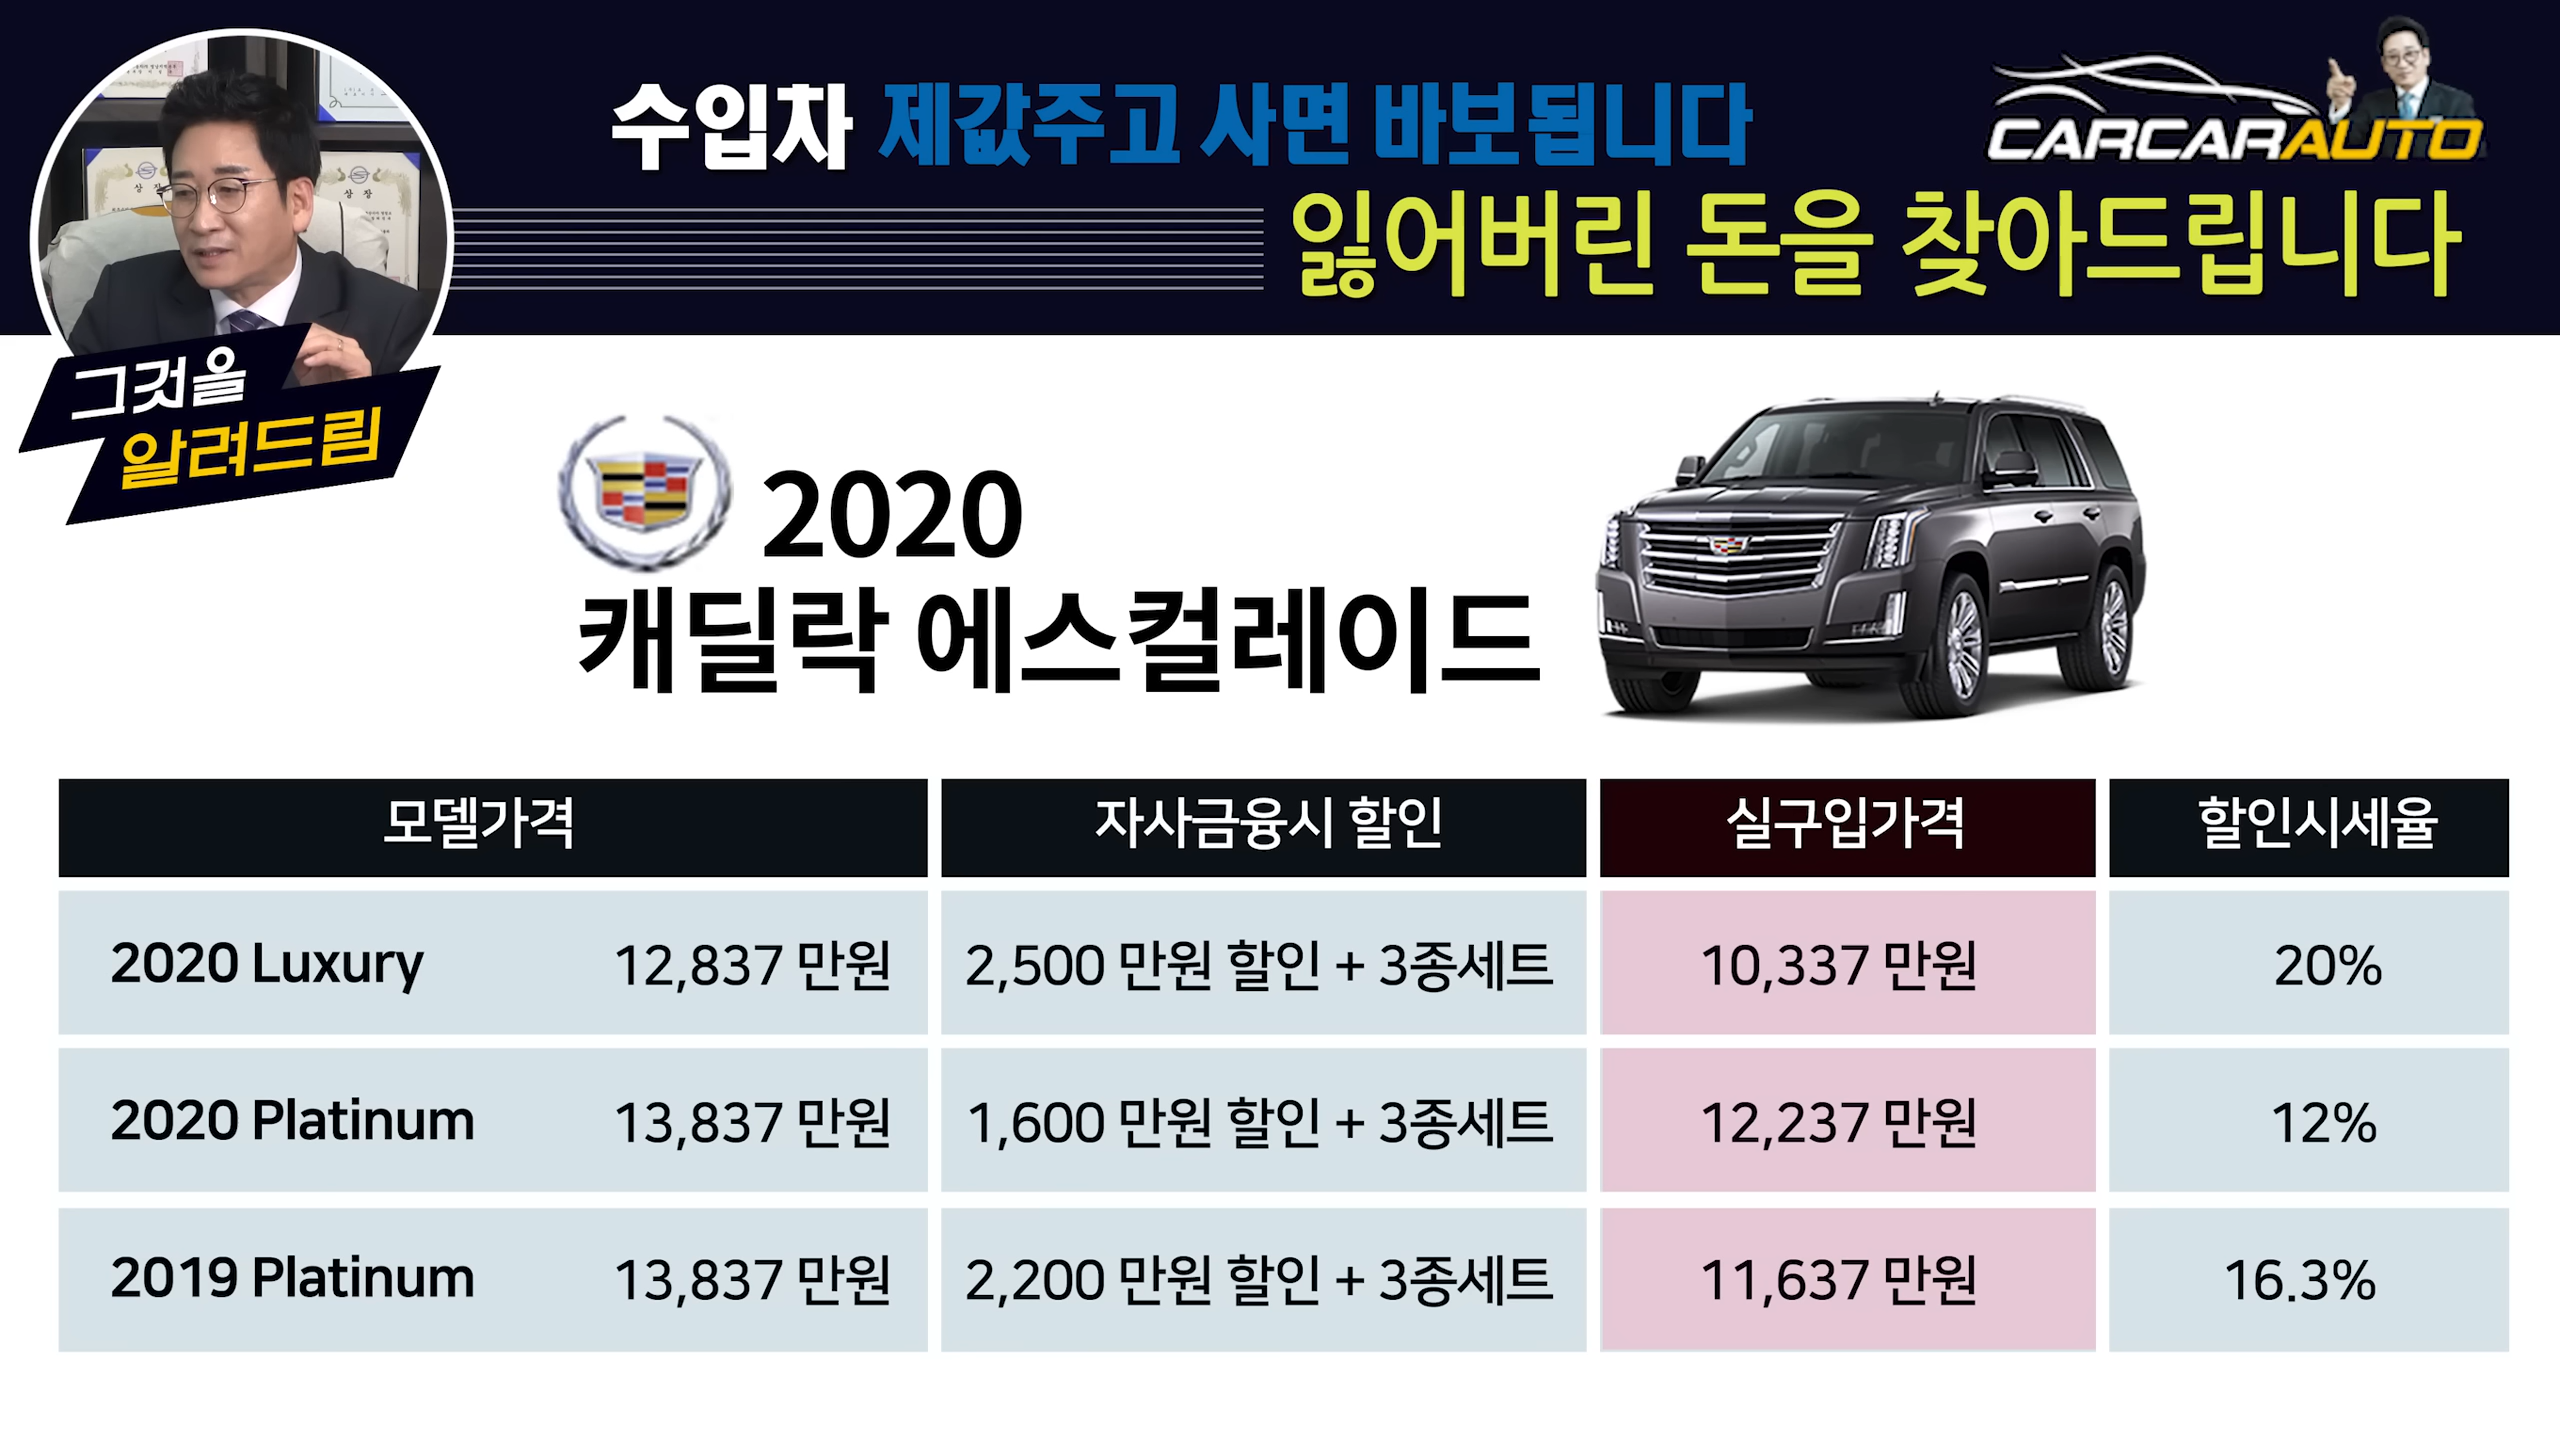 수입차 제값주고 사면 바보됩니다
CARCARAUTO
잃어버린 돈을 찾아드립니다
상장
상장
그것을
알려드림
2020
캐딜락 에스컬레이드
모델가격 자사금융시 할인 실구입가격 할인시세율
2020 Luxury 12,837 만원 2,500 만원 할인 + 3종세트 10,337 만원 20%
2020 Platinum 13,837 만원 1,600 만원 할인 + 3종세트 12,237 만원 12%
2019 Platinum 13,837 만원 2,200 만원 할인 + 3종세트 11,637 만원 16.3%